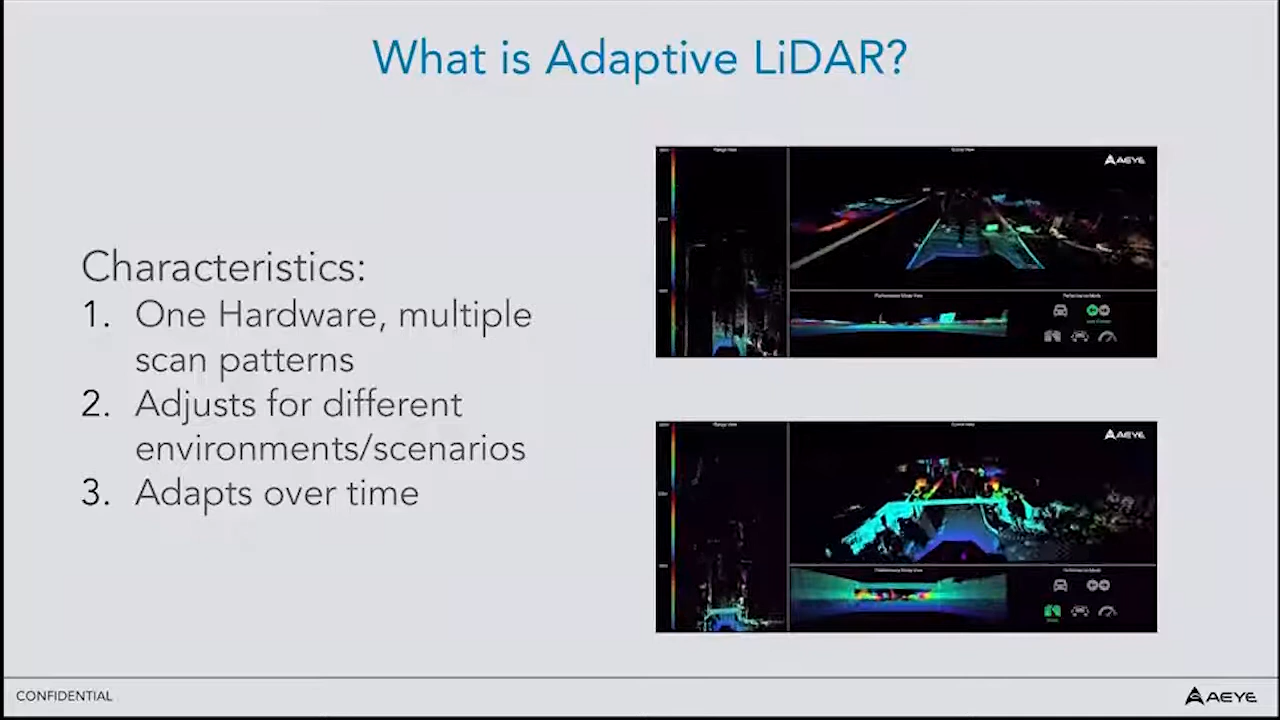 What is Adaptive LiDAR?
Characteristics:
1. One Hardware, multiple
scan patterns
2. Adjusts for different
environments/scenarios
3. Adapts over time
AEYE
AEYE
CONFIDENTIAL
AEYE